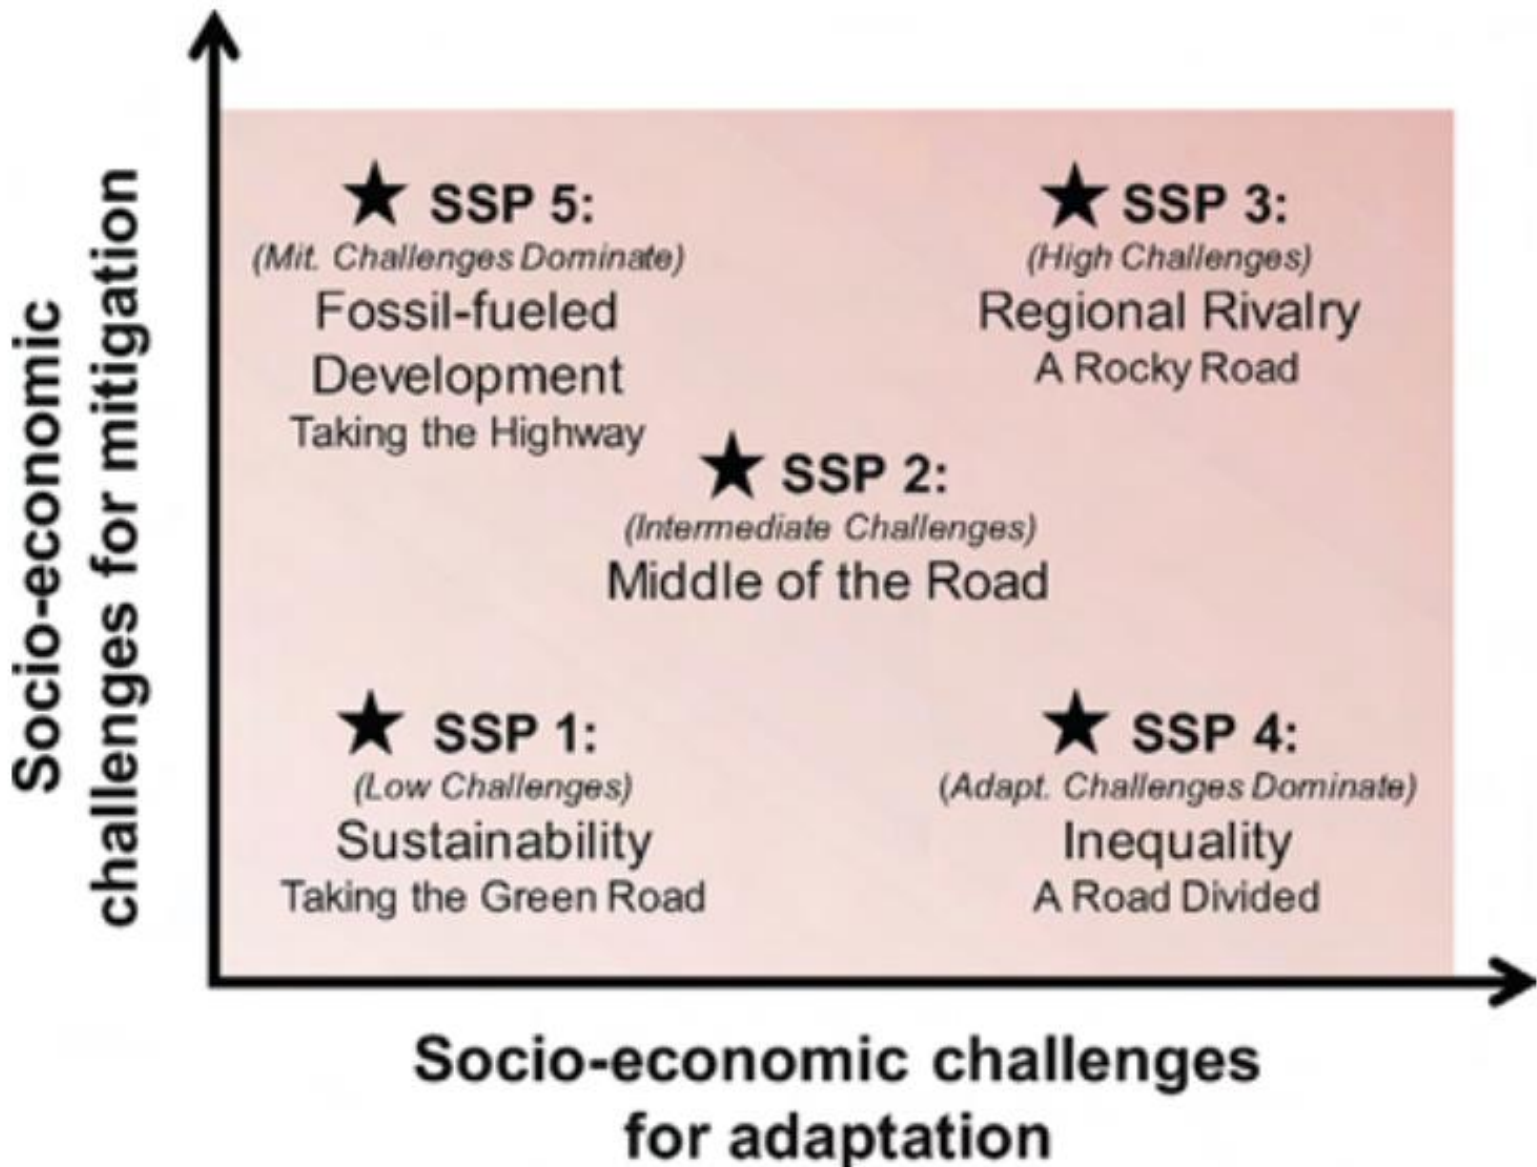 Socio-economic
challenges for mitigation
SSP 5:
(Mit. Challenges Dominate)
Fossil-fueled
Development
Taking the Highway
SSP 3:
(High Challenges)
Regional Rivalry
A Rocky Road
SSP 2:
(Intermediate Challenges)
Middle of the Road
SSP 1:
(Low Challenges)
Sustainability
Taking the Green Road
SSP 4:
(Adapt. Challenges Dominate)
Inequality
A Road Divided
Socio-economic challenges
for adaptation